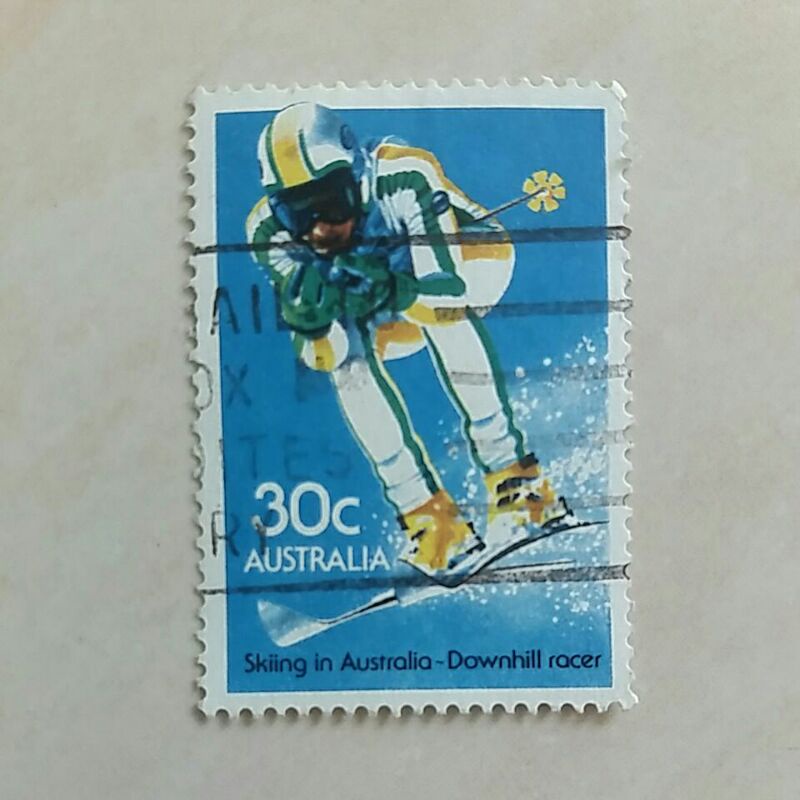 30c
AUSTRALIA
Skiing in Australia~Downhill racer